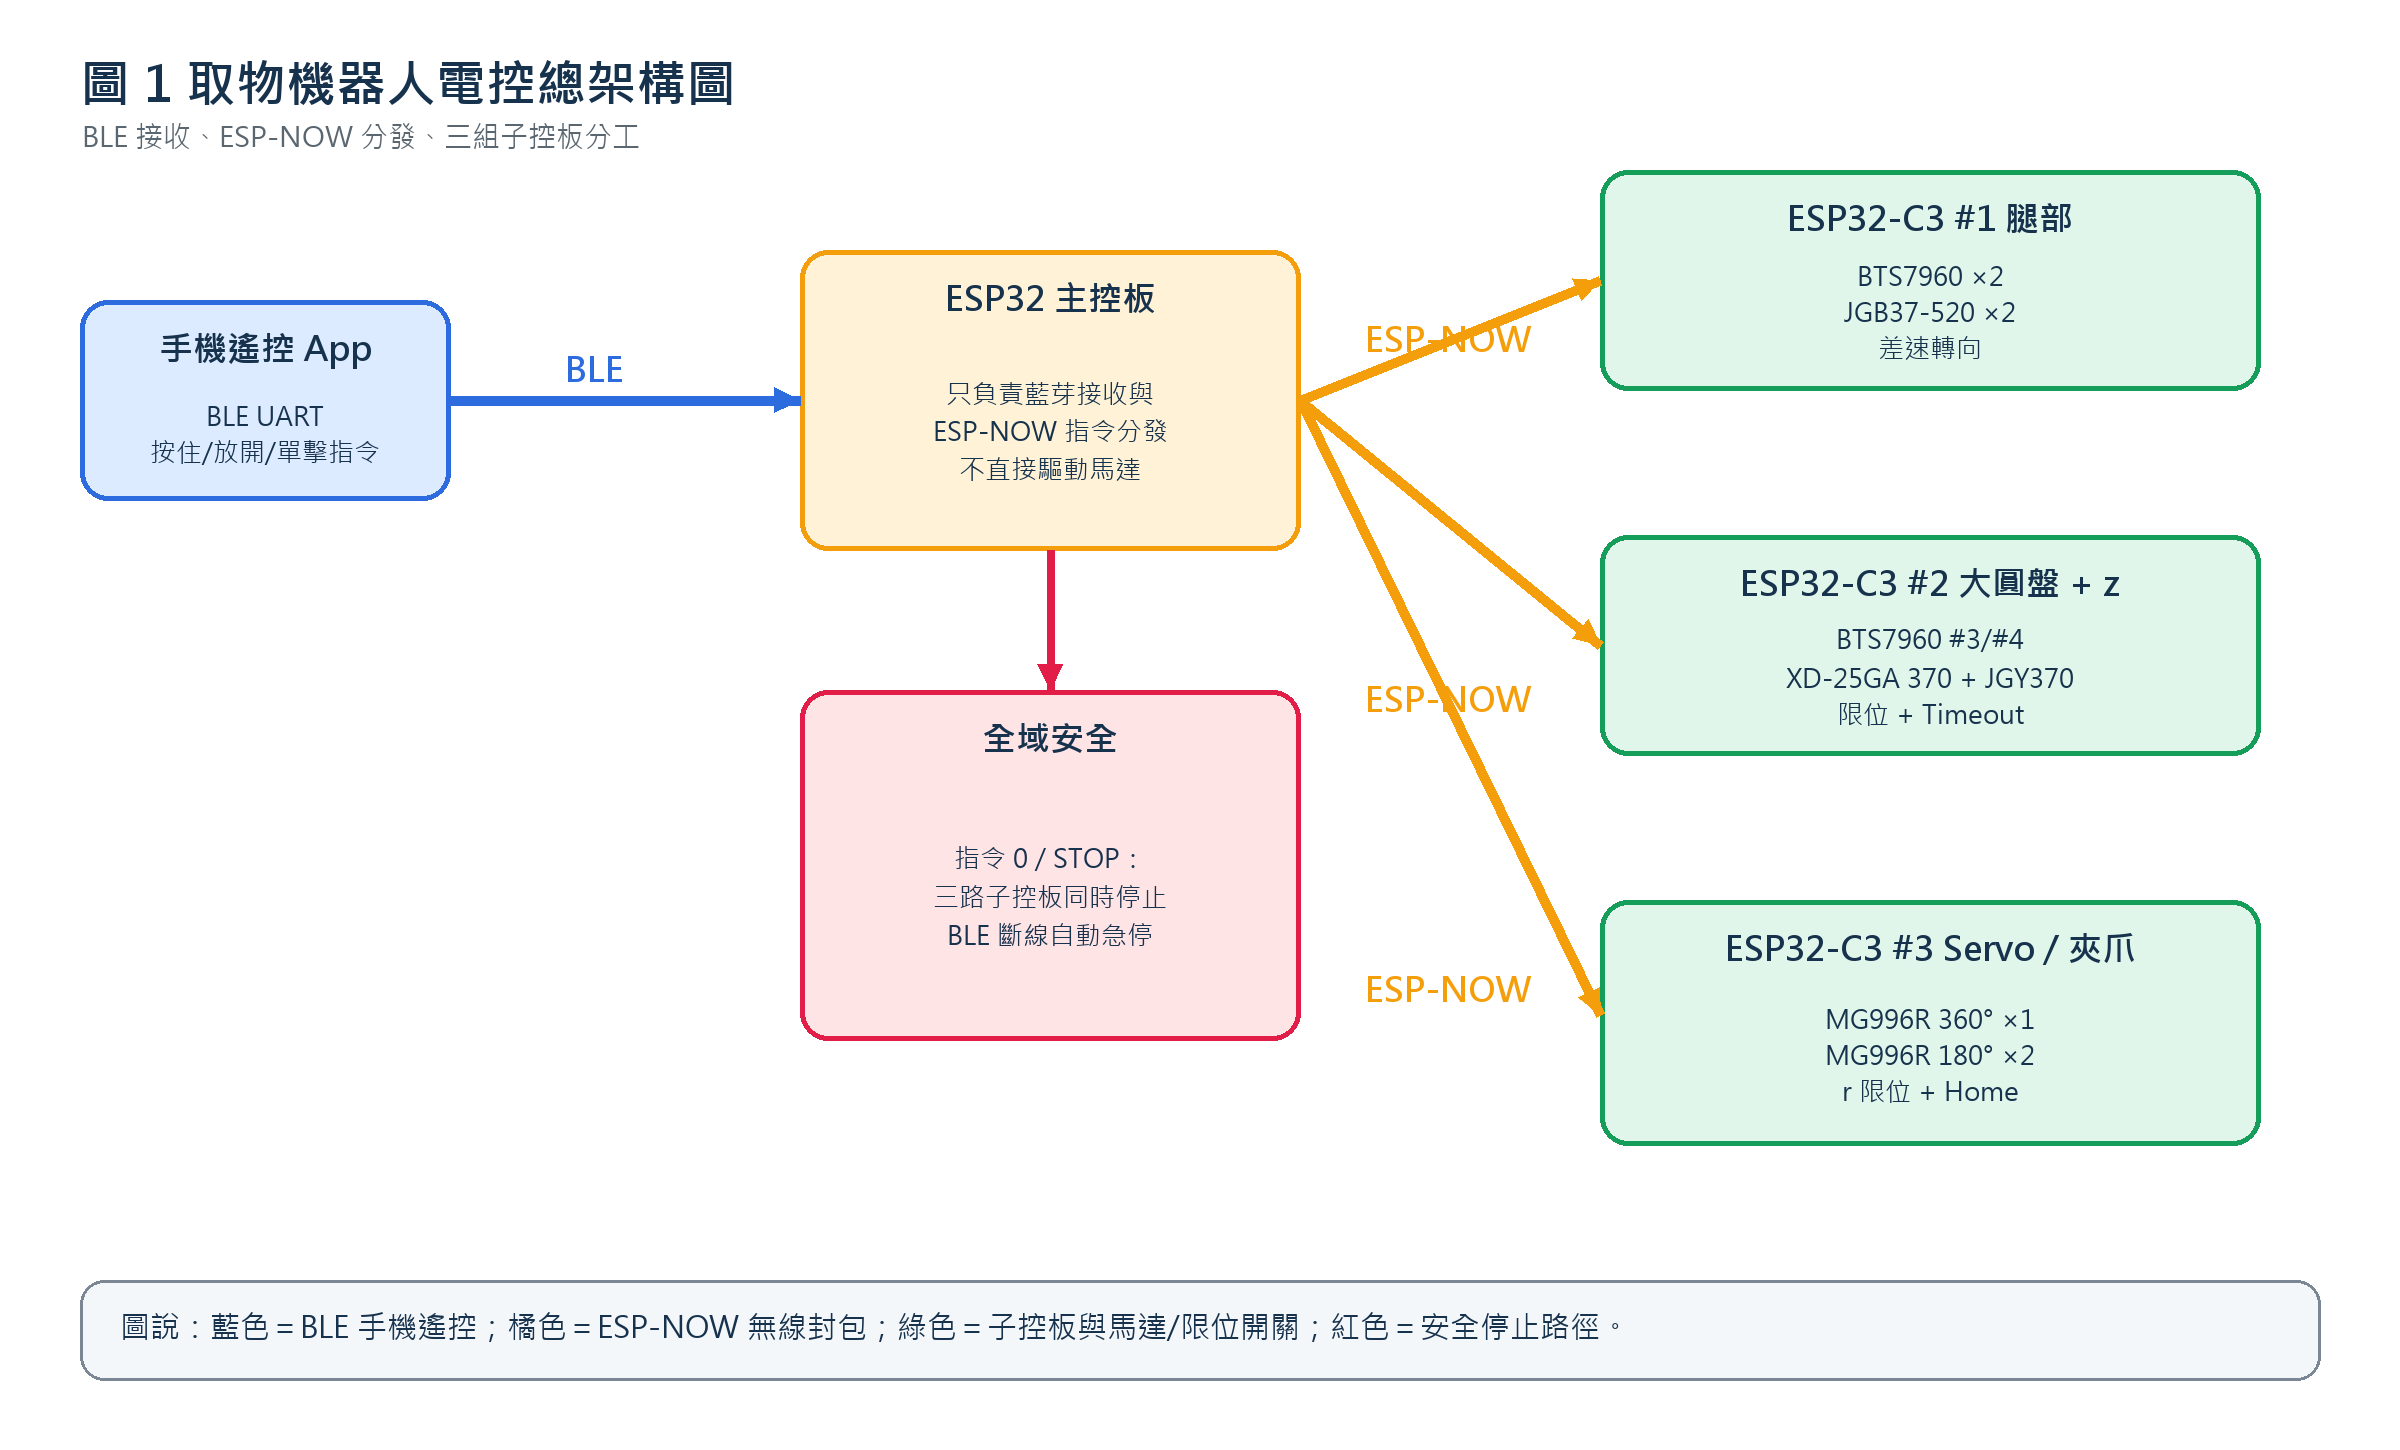 圖 1 取物機器人電控總架構圖
BLE 接收、ESP-NOW 分發、三組子控板分工
手機遙控 App
BLE UART
按住/放開/單擊指令
BLE
ESP32 主控板
只負責藍芽接收與
ESP-NOW 指令分發
不直接驅動馬達
全域安全
指令 0 / STOP：
三路子控板同時停止
BLE 斷線自動急停
ESP-NOW
ESP-NOW
ESP-NOW
ESP32-C3 #1 腿部
BTS7960 ×2
JGB37-520 ×2
差速轉向
ESP32-C3 #2 大圓盤 + z
BTS7960 #3/#4
XD-25GA 370 + JGY370
限位 + Timeout
ESP32-C3 #3 Servo / 夾爪
MG996R 360° ×1
MG996R 180° ×2
r 限位 + Home
圖說：藍色＝BLE 手機遙控；橘色＝ESP-NOW 無線封包；綠色＝子控板與馬達/限位開關；紅色＝安全停止路徑。